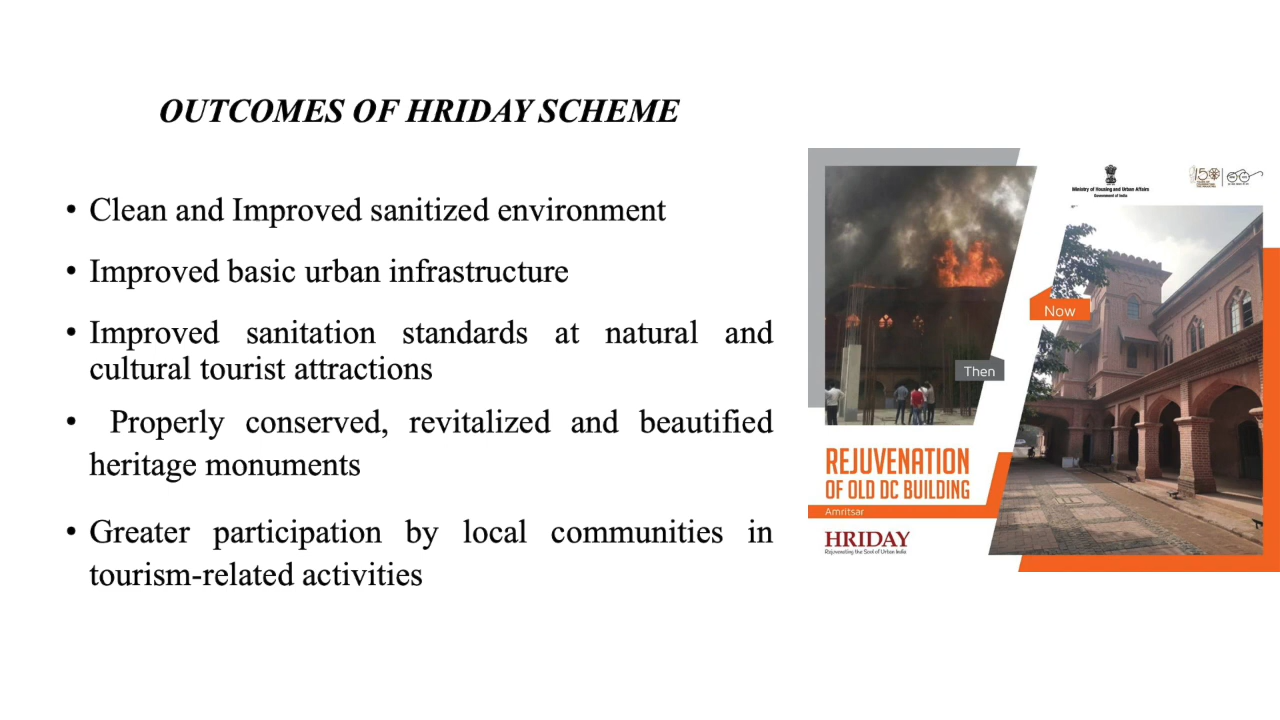 OUTCOMES OF HRIDAY SCHEME
• Clean and Improved sanitized environment
• Improved basic urban infrastructure
• Improved sanitation standards at natural and
cultural tourist attractions
• Properly conserved, revitalized and beautified
heritage monuments
• Greater participation by local communities in
tourism-related activities
Ministry of Housing and Urban Affairs
Government of India
150
Now
Then
REJUVENATION
OF OLD DC BUILDING
Amritsar
HRIDAY
Rejuvenating the Soul of Urban India